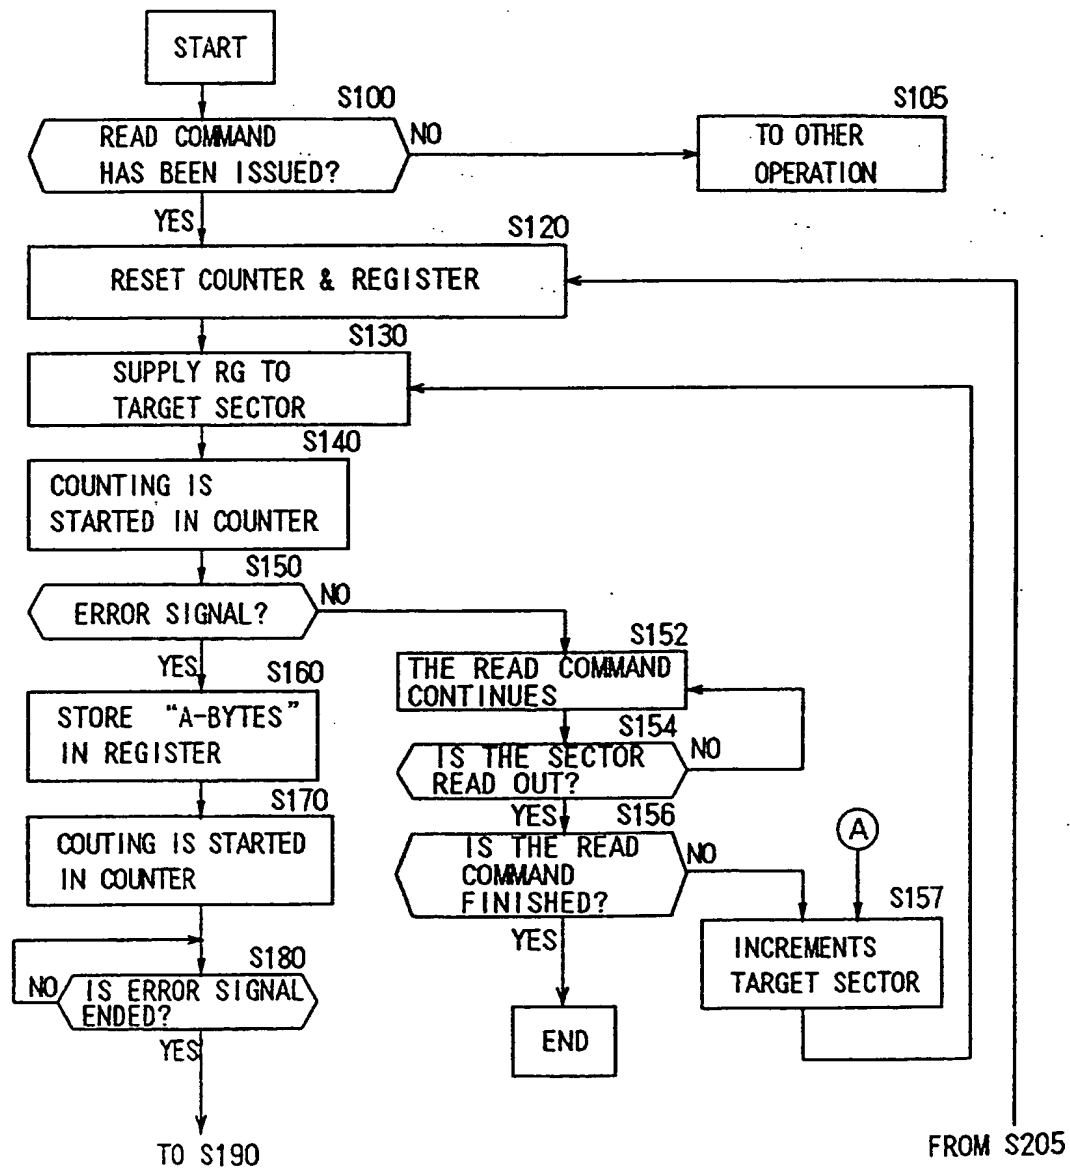 START
S100
READ COMMAND
HAS BEEN ISSUED?
NO
S105
TO OTHER
OPERATION
YES
S120
RESET COUNTER & REGISTER
S130
SUPPLY RG TO
TARGET SECTOR
S140
COUNTING IS
STARTED IN COUNTER
S150
ERROR SIGNAL?
NO
YES
S160
STORE "A-BYTES"
IN REGISTER
S170
COUTING IS STARTED
IN COUNTER
S180
NO
IS ERROR SIGNAL
ENDED?
YES
TO S190
S152
THE READ COMMAND
CONTINUES
S154
IS THE SECTOR
READ OUT?
NO
YES
S156
IS THE READ
COMMAND
FINISHED?
NO
YES
END
A
S157
INCREMENTS
TARGET SECTOR
FROM S205